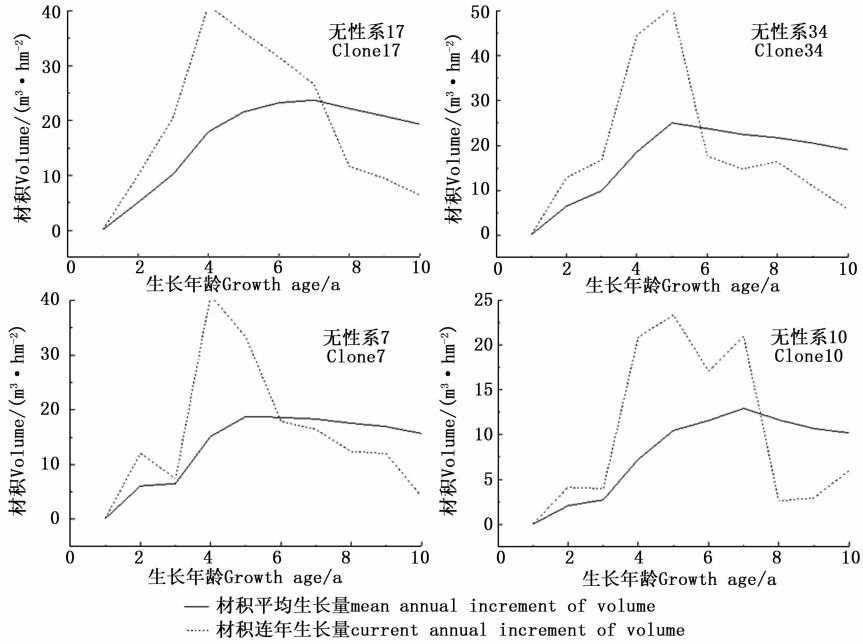 40
30
20
10
0
材积Volume/(m³·hm⁻²)
无性系17
Clone17
0 2 4 6 8 10
生长年龄Growth age/a
50
40
30
20
10
0
材积Volume/(m³·hm⁻²)
无性系34
Clone34
0 2 4 6 8 10
生长年龄Growth age/a
40
30
20
10
0
材积Volume/(m³·hm⁻²)
无性系7
Clone7
0 2 4 6 8 10
生长年龄Growth age/a
25
20
15
10
5
0
材积Volume/(m³·hm⁻²)
无性系10
Clone10
0 2 4 6 8 10
生长年龄Growth age/a
材积平均生长量mean annual increment of volume
材积连年生长量current annual increment of volume